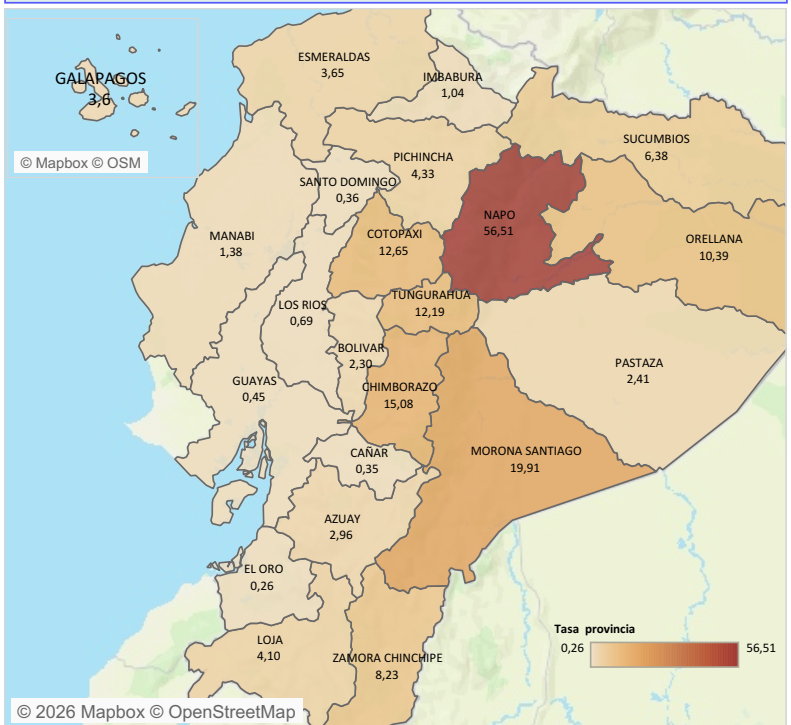 ESMERALDAS
3,65
IMBABURA
1,04
GALAPAGOS
3,6
© Mapbox © OSM
SUCUMBIOS
6,38
PICHINCHA
4,33
SANTO DOMINGO
0,36
NAPO
56,51
MANABI
1,38
COTOPAXI
12,65
ORELLANA
10,39
TUNGURAHUA
12,19
LOS RIOS
0,69
BOLIVAR
2,30
PASTAZA
2,41
GUAYAS
0,45
CHIMBORAZO
15,08
MORONA SANTIAGO
19,91
CAÑAR
0,35
AZUAY
2,96
EL ORO
0,26
LOJA
4,10
ZAMORA CHINCHIPE
8,23
Tasa provincia
0,26 56,51
© 2026 Mapbox © OpenStreetMap